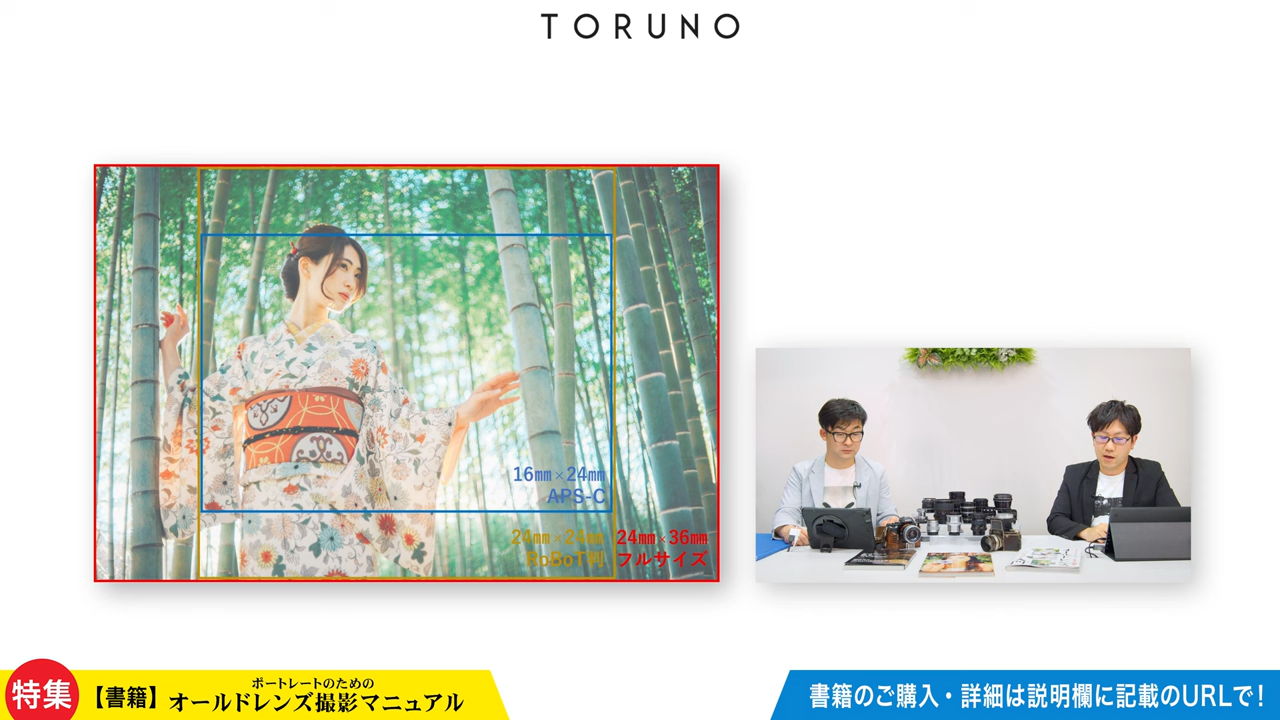 TORUNO
16mm×24mm
APS-C
24mm×24mm
RoBoT判
24mm×36mm
フルサイズ
特集
【書籍】
ポートレートのための
オールドレンズ撮影マニュアル
書籍のご購入・詳細は説明欄に記載のURLで!